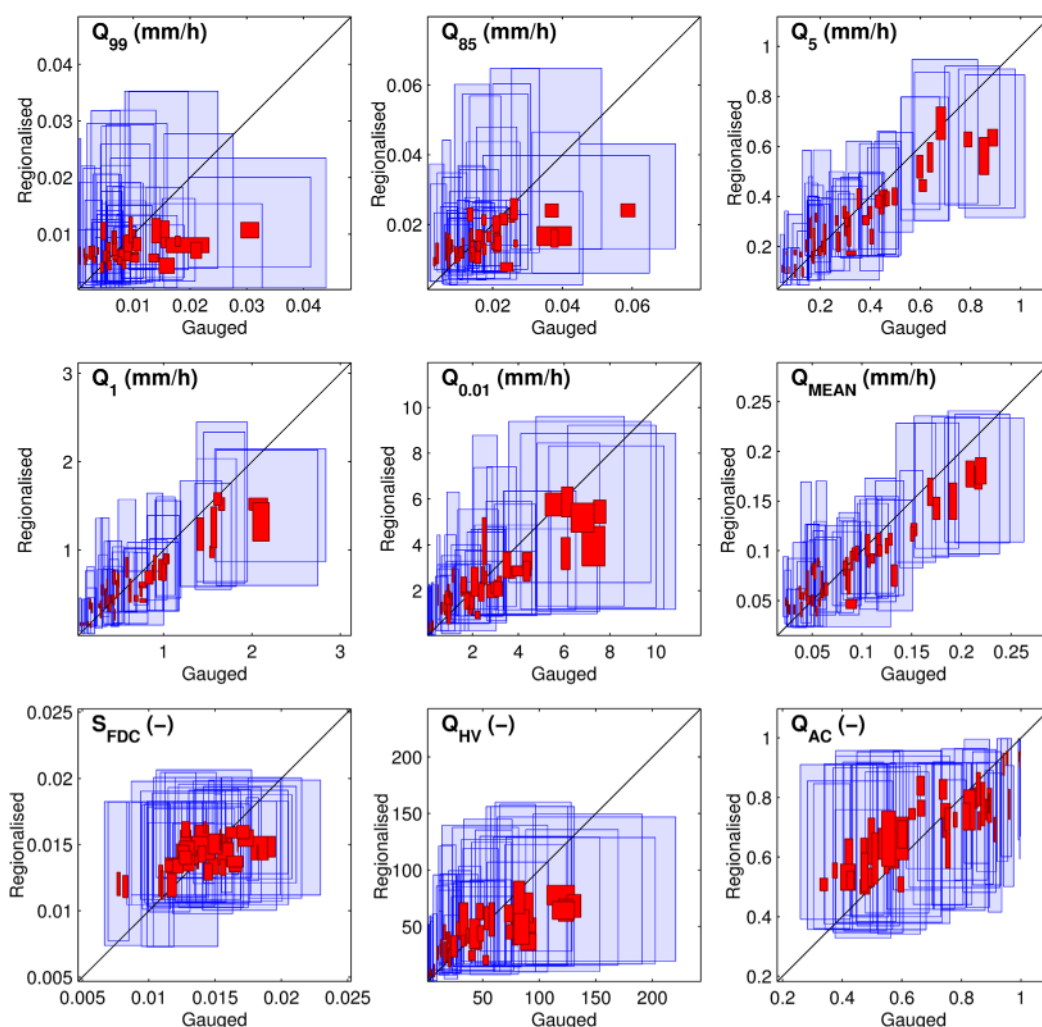 Q99 (mm/h)
0.04
0.03
0.02
0.01
Regionalised
0.01 0.02 0.03 0.04
Gauged
Q85 (mm/h)
0.06
0.04
0.02
Regionalised
0.02 0.04 0.06
Gauged
Q5 (mm/h)
1
0.8
0.6
0.4
0.2
Regionalised
0.2 0.4 0.6 0.8 1
Gauged
Q1 (mm/h)
3
2
1
Regionalised
1 2 3
Gauged
Q0.01 (mm/h)
10
8
6
4
2
Regionalised
2 4 6 8 10
Gauged
QMEAN (mm/h)
0.25
0.2
0.15
0.1
0.05
Regionalised
0.05 0.1 0.15 0.2 0.25
Gauged
SFDC (−)
0.025
0.02
0.015
0.01
0.005
Regionalised
0.005 0.01 0.015 0.02 0.025
Gauged
QHV (−)
200
150
100
50
Regionalised
50 100 150 200
Gauged
QAC (−)
1
0.8
0.6
0.4
0.2
Regionalised
0.2 0.4 0.6 0.8 1
Gauged